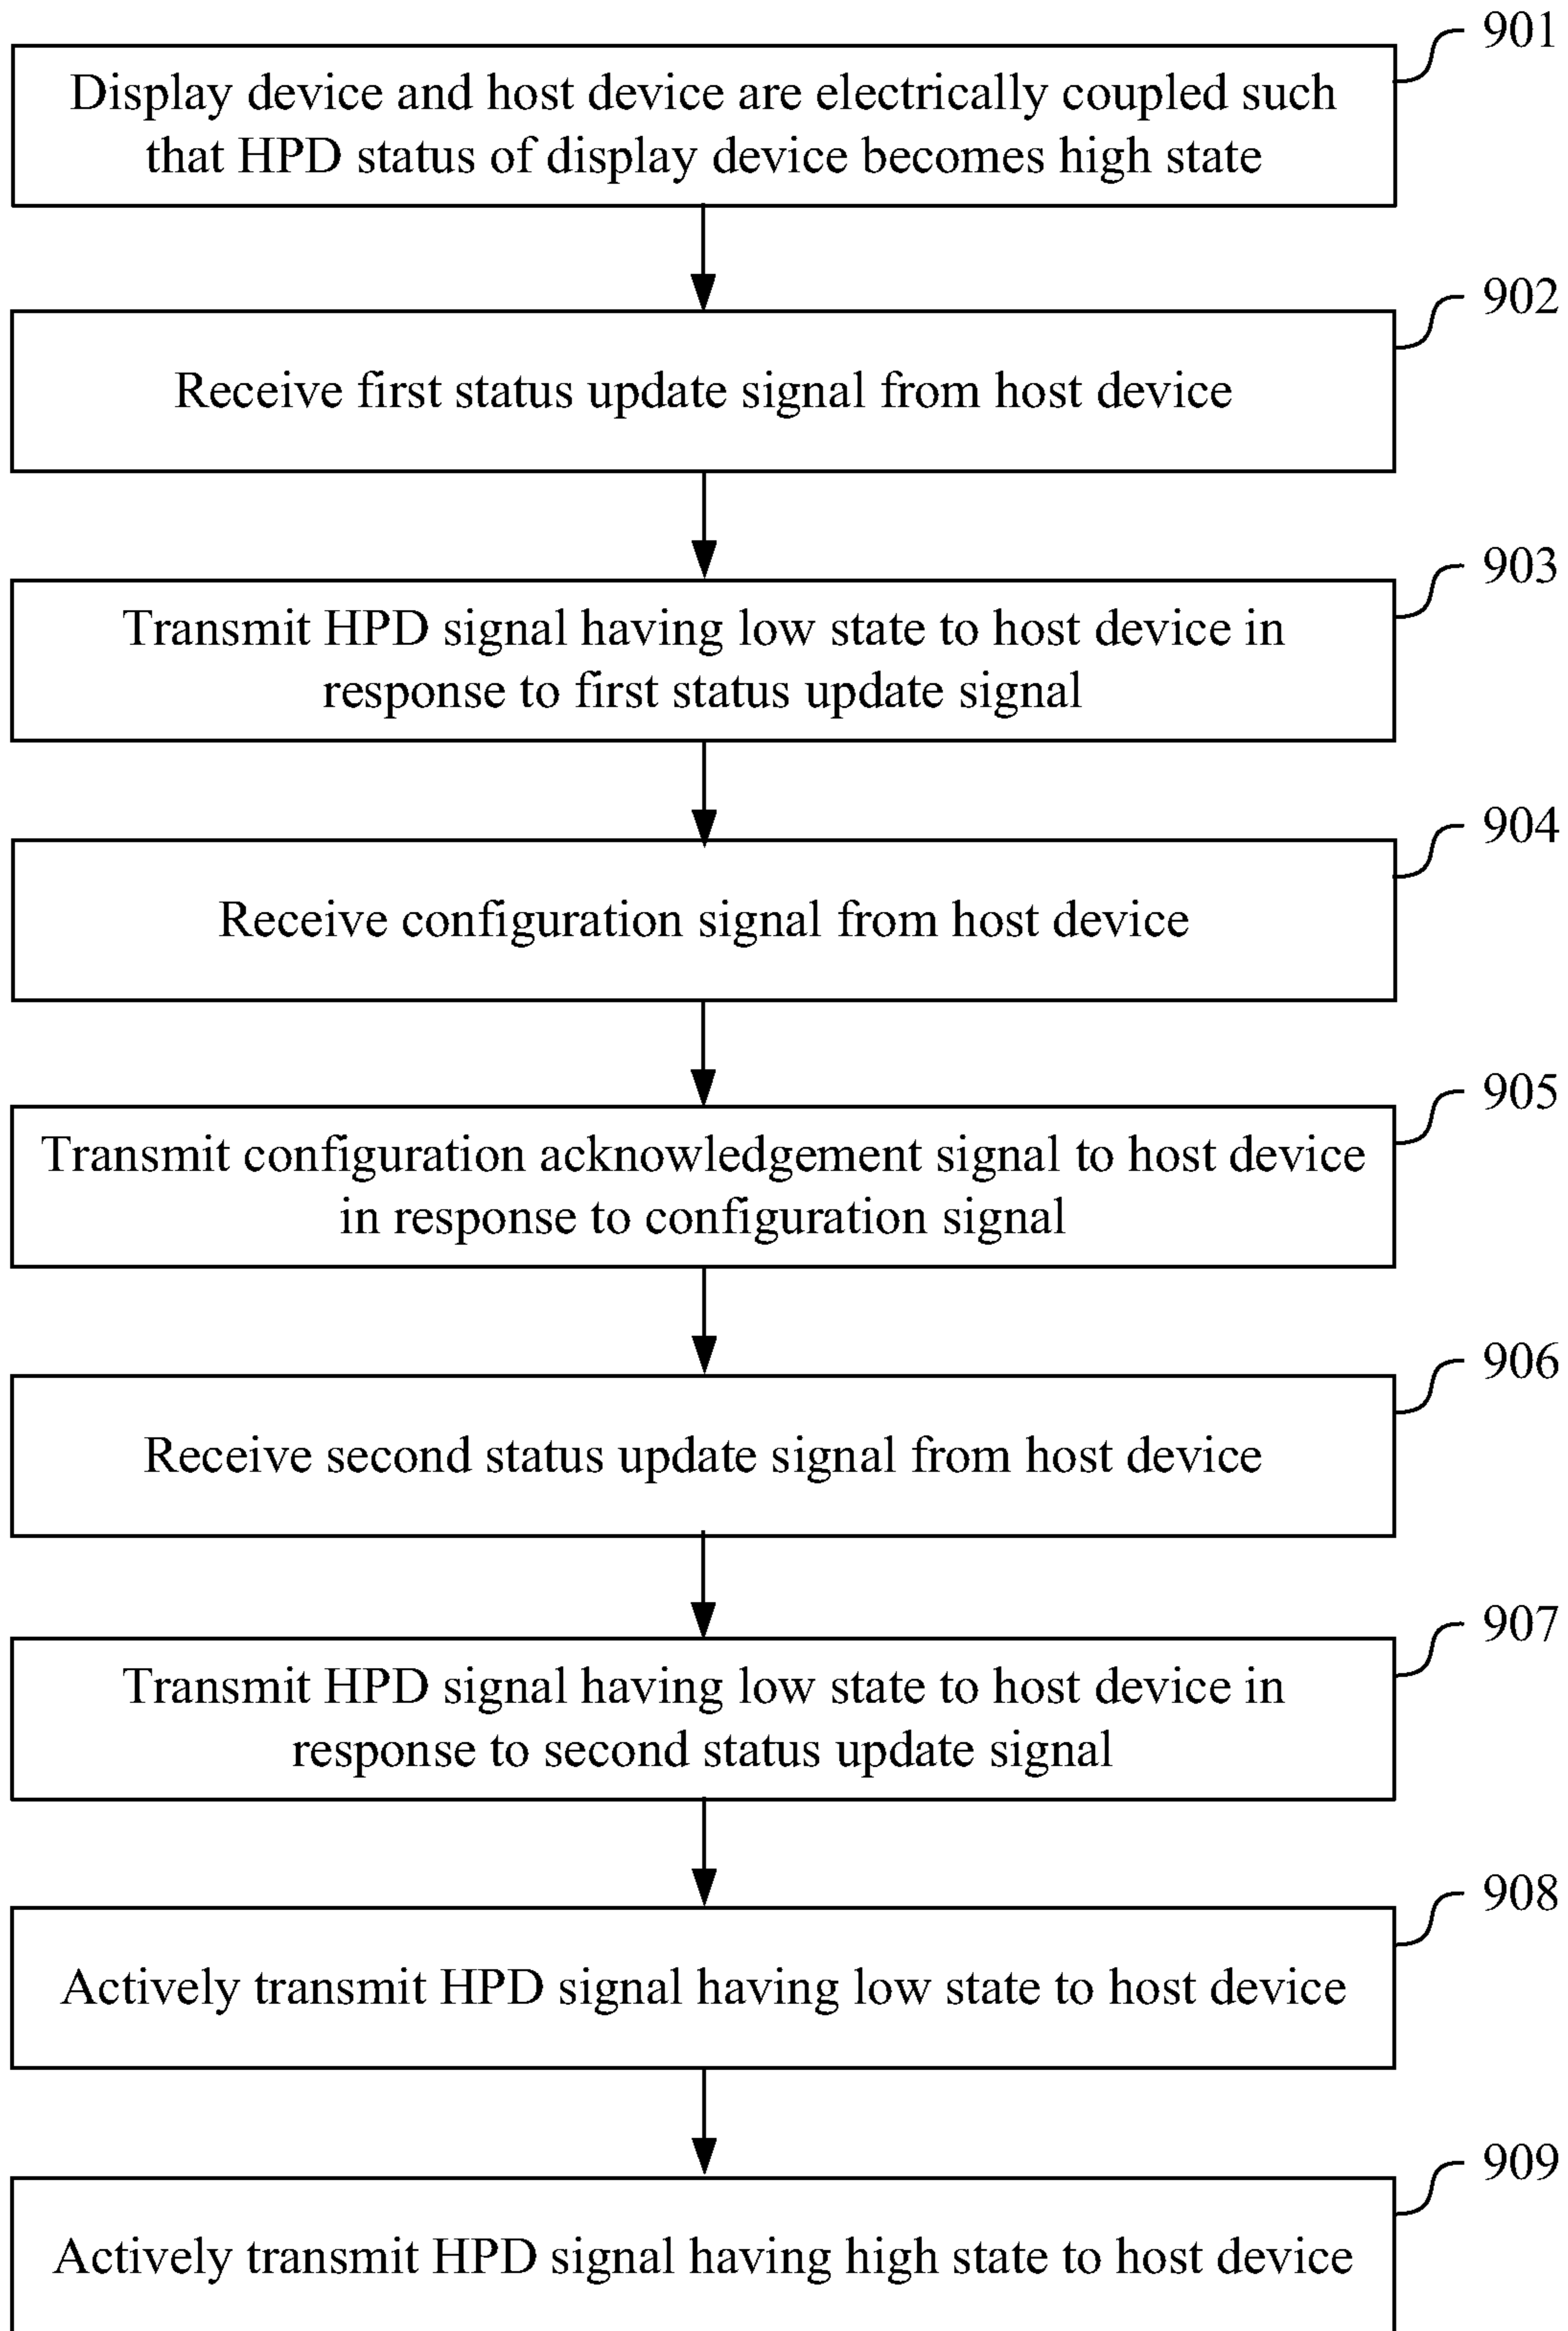 901
Display device and host device are electrically coupled such
that HPD status of display device becomes high state
902
Receive first status update signal from host device
903
Transmit HPD signal having low state to host device in
response to first status update signal
904
Receive configuration signal from host device
905
Transmit configuration acknowledgement signal to host device
in response to configuration signal
906
Receive second status update signal from host device
907
Transmit HPD signal having low state to host device in
response to second status update signal
908
Actively transmit HPD signal having low state to host device
909
Actively transmit HPD signal having high state to host device